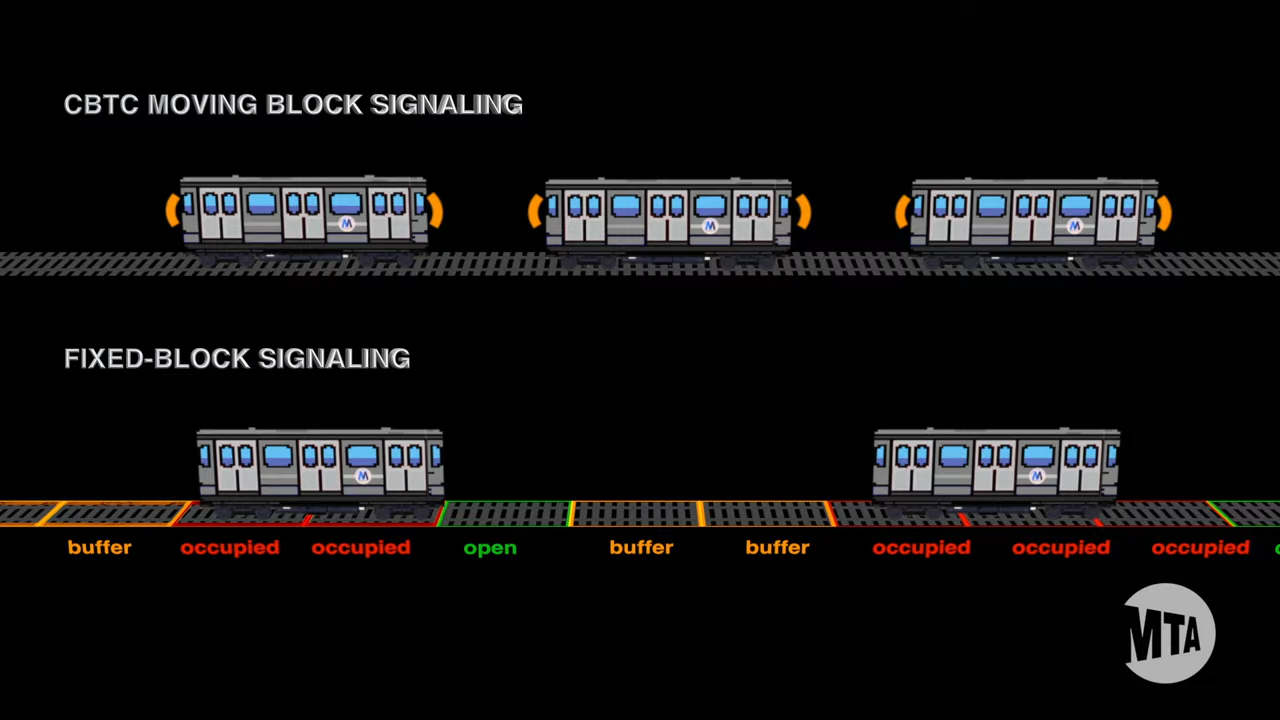 CBTC MOVING BLOCK SIGNALING
M M M
FIXED-BLOCK SIGNALING
M M
buffer occupied occupied open buffer buffer occupied occupied occupied
MTA